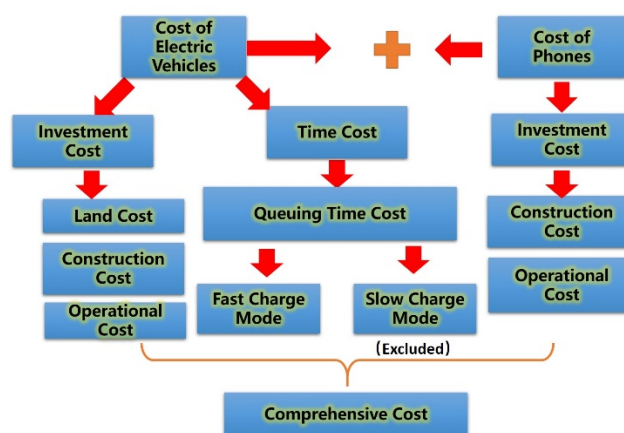 Cost of
Electric
Vehicles
Cost of
Phones
Investment
Cost
Time Cost
Investment
Cost
Land Cost
Queuing Time Cost
Construction
Cost
Construction
Cost
Operational
Cost
Fast Charge
Mode
Slow Charge
Mode
Operational
Cost
(Excluded)
Comprehensive Cost